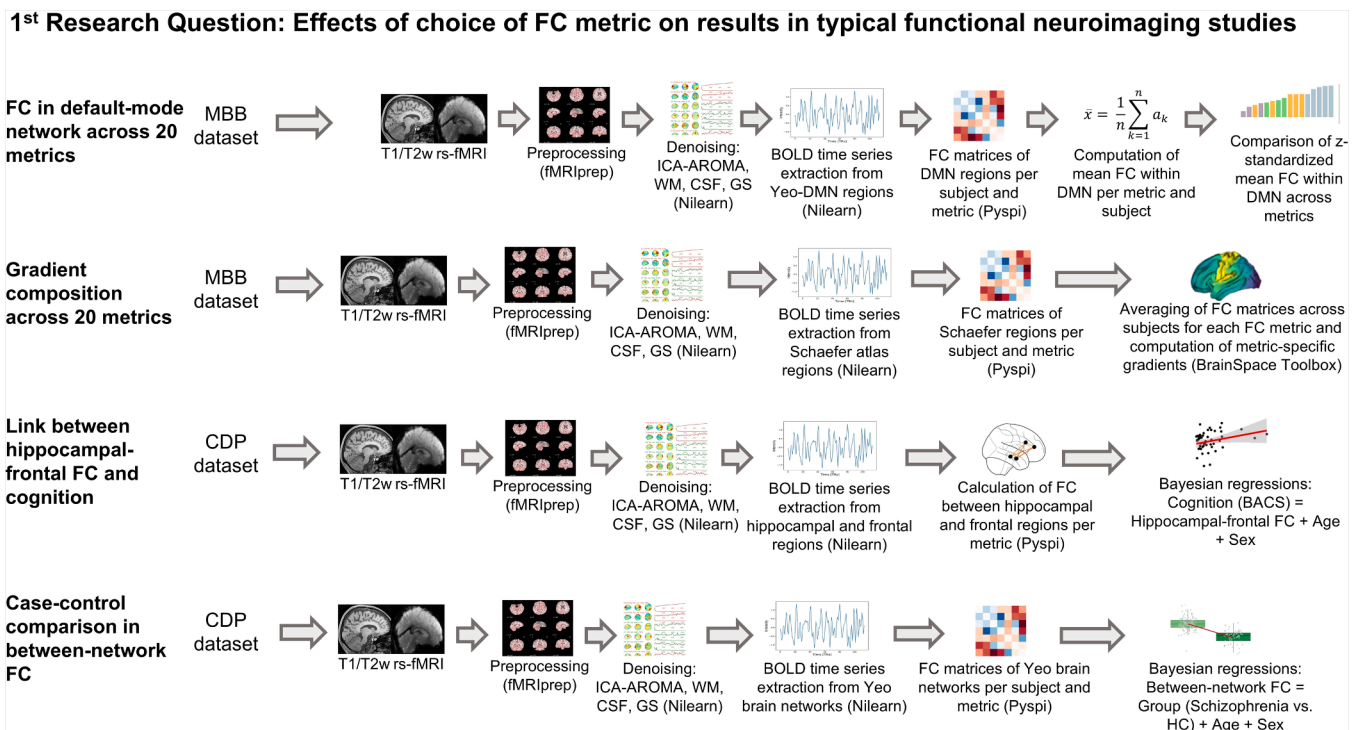 1st Research Question: Effects of choice of FC metric on results in typical functional neuroimaging studies
FC in default-mode
network across 20
metrics
MBB
dataset
T1/T2w rs-fMRI
Preprocessing
(fMRIprep)
Denoising:
ICA-AROMA,
WM, CSF, GS
(Nilearn)
BOLD time series
extraction from
Yeo-DMN regions
(Nilearn)
FC matrices of
DMN regions per
subject and
metric (Pyspi)
x̄ = 1/n ∑ k=1 n a_k
Computation of
mean FC within
DMN per metric and
subject
Comparison of z-
standardized
mean FC within
DMN across
metrics
Gradient
composition
across 20 metrics
MBB
dataset
T1/T2w rs-fMRI
Preprocessing
(fMRIprep)
Denoising:
ICA-AROMA, WM,
CSF, GS (Nilearn)
BOLD time series
extraction from
Schaefer atlas
regions (Nilearn)
FC matrices of
Schaefer regions per
subject and metric
(Pyspi)
Averaging of FC matrices across
subjects for each FC metric and
computation of metric-specific
gradients (BrainSpace Toolbox)
Link between
hippocampal-
frontal FC and
cognition
CDP
dataset
T1/T2w rs-fMRI
Preprocessing
(fMRIprep)
Denoising:
ICA-AROMA, WM,
CSF, GS (Nilearn)
BOLD time series
extraction from
hippocampal and frontal
regions (Nilearn)
Calculation of FC
between hippocampal
and frontal regions per
metric (Pyspi)
Bayesian regressions:
Cognition (BACS) =
Hippocampal-frontal FC + Age
+ Sex
Case-control
comparison in
between-network
FC
CDP
dataset
T1/T2w rs-fMRI
Preprocessing
(fMRIprep)
Denoising:
ICA-AROMA, WM,
CSF, GS (Nilearn)
BOLD time series
extraction from Yeo
brain networks (Nilearn)
FC matrices of Yeo brain
networks per subject and
metric (Pyspi)
Bayesian regressions:
Between-network FC =
Group (Schizophrenia vs.
HC) + Age + Sex